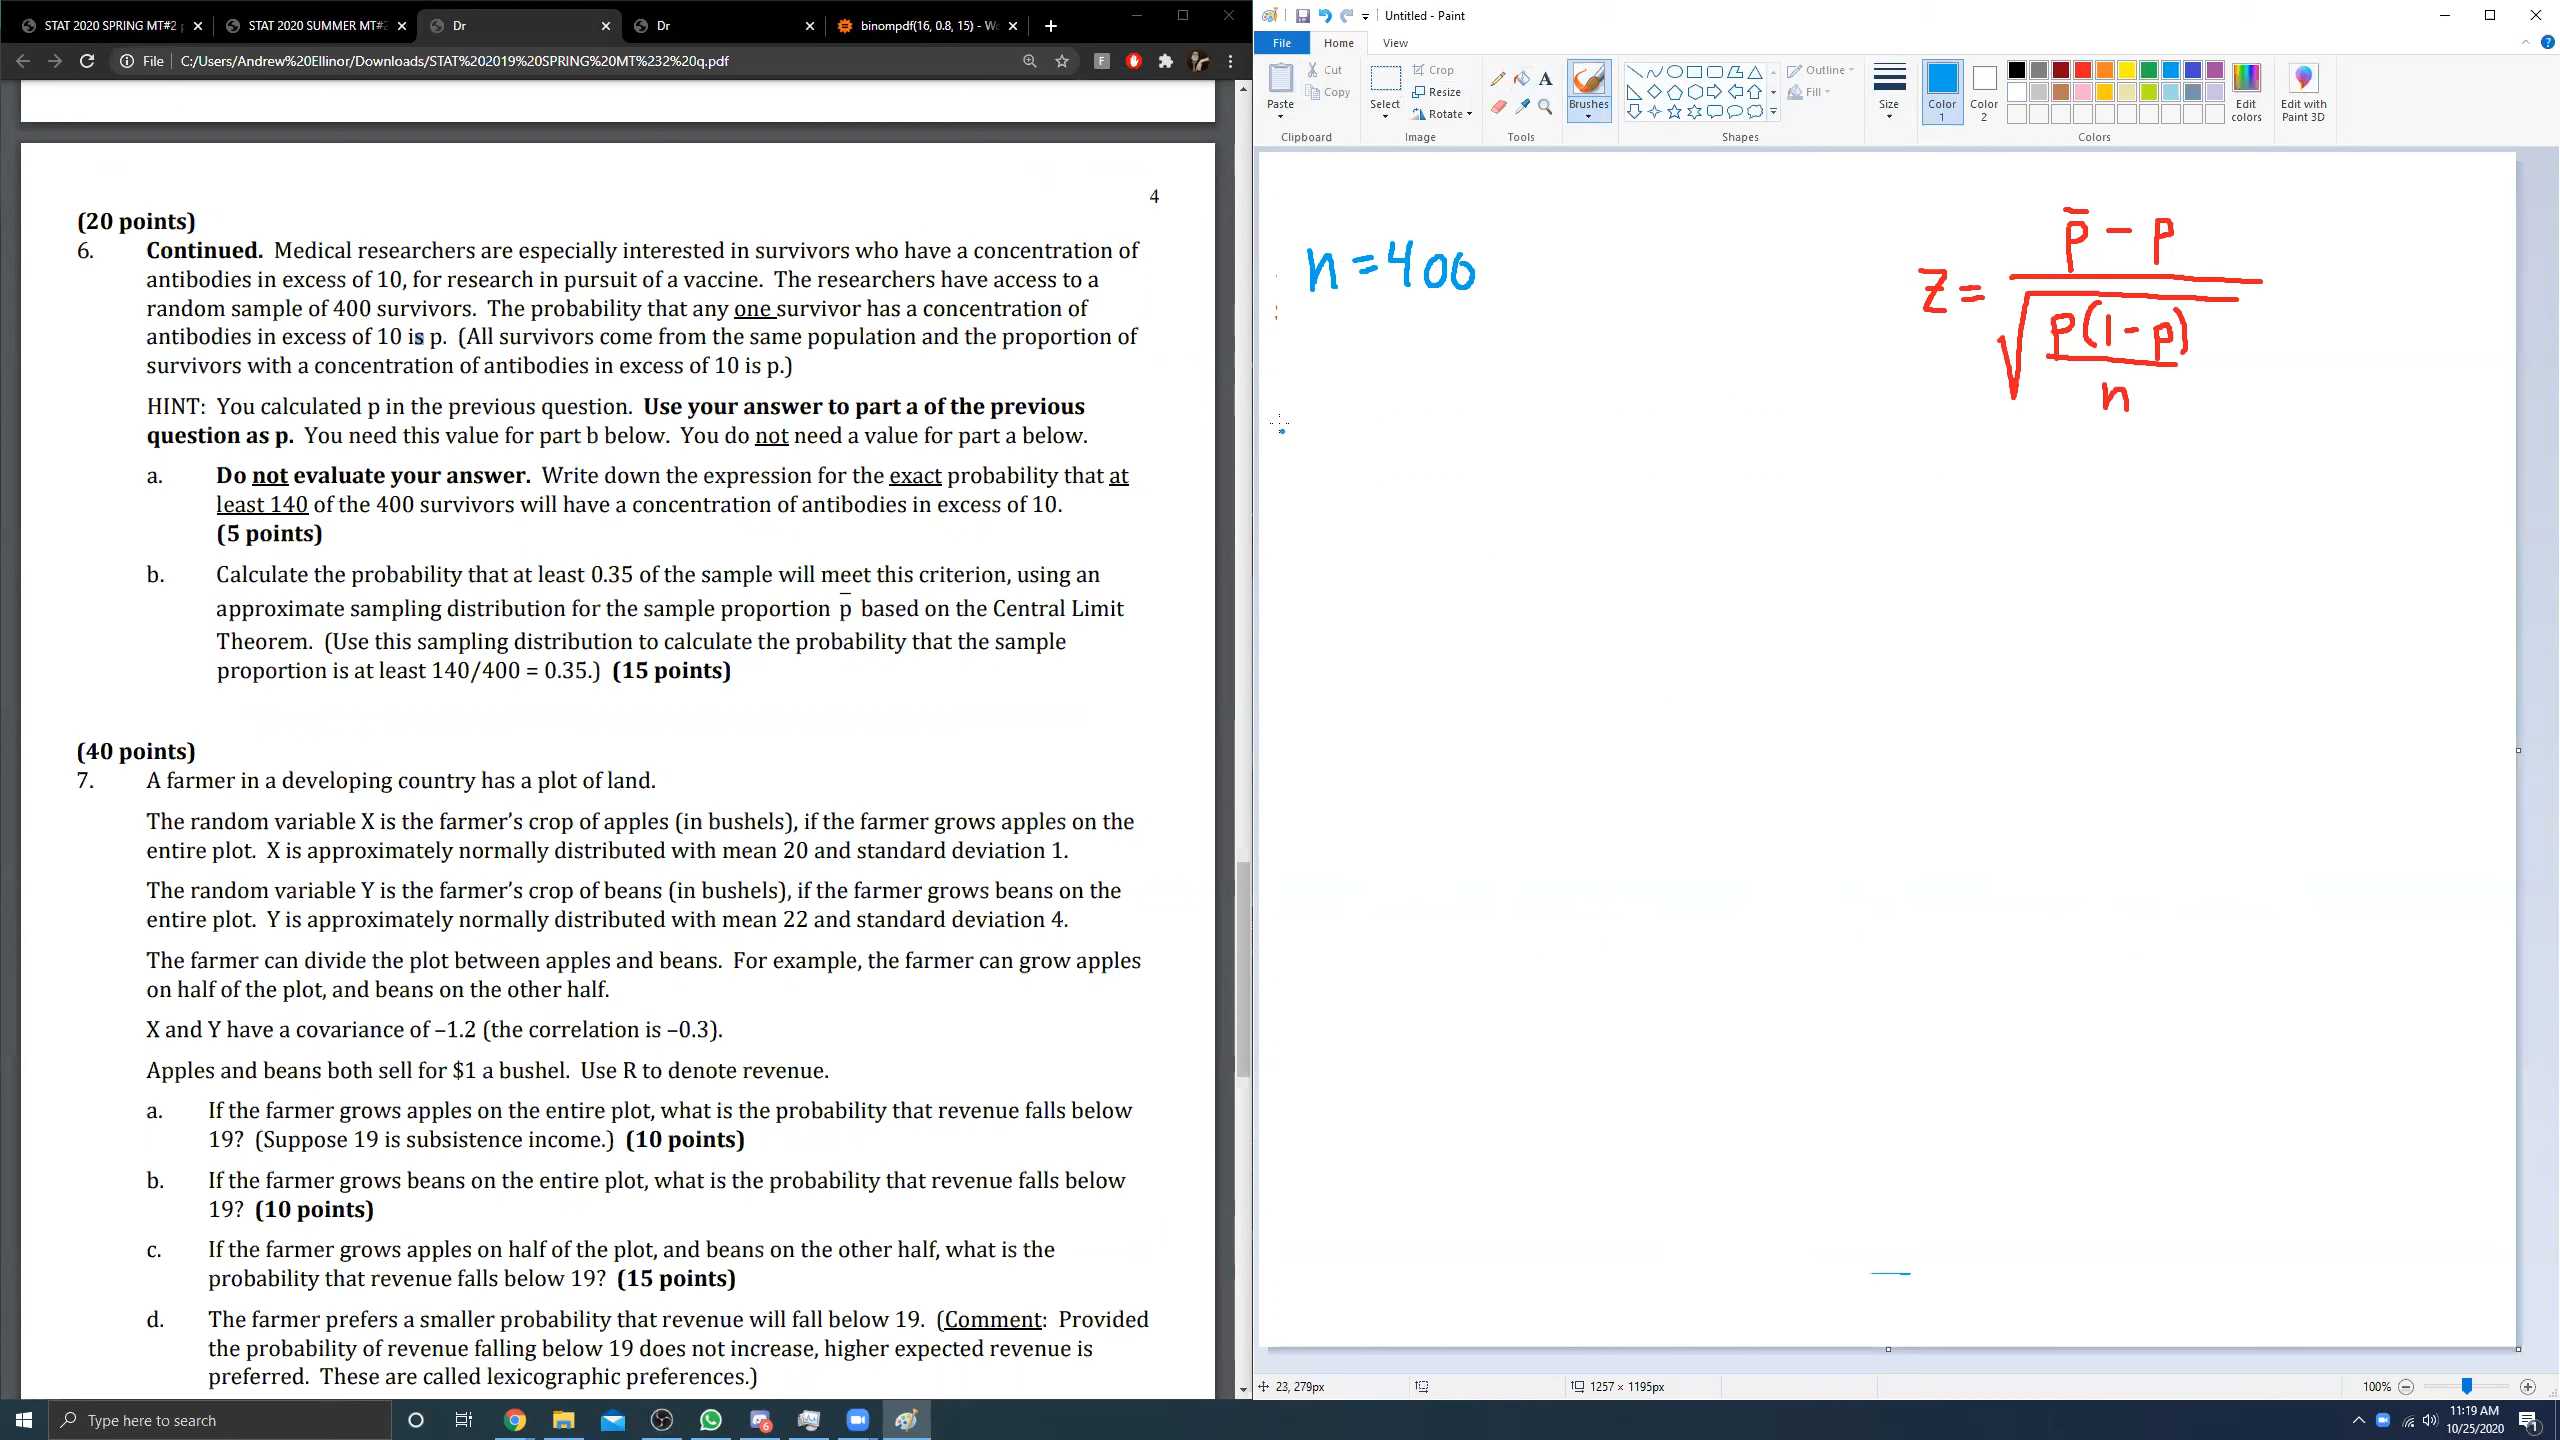 STAT 2020 SPRING MT#2
STAT 2020 SUMMER MT#2
Dr
Dr
binompdf(16, 0.8, 15) - W
File C:/Users/Andrew%20Ellinor/Downloads/STAT%202019%20SPRING%20MT%232%20q.pdf
4
(20 points)
6. Continued. Medical researchers are especially interested in survivors who have a concentration of
antibodies in excess of 10, for research in pursuit of a vaccine. The researchers have access to a
random sample of 400 survivors. The probability that any one survivor has a concentration of
antibodies in excess of 10 is p. (All survivors come from the same population and the proportion of
survivors with a concentration of antibodies in excess of 10 is p.)
HINT: You calculated p in the previous question. Use your answer to part a of the previous
question as p. You need this value for part b below. You do not need a value for part a below.
a. Do not evaluate your answer. Write down the expression for the exact probability that at
least 140 of the 400 survivors will have a concentration of antibodies in excess of 10.
(5 points)
b. Calculate the probability that at least 0.35 of the sample will meet this criterion, using an
approximate sampling distribution for the sample proportion p̅ based on the Central Limit
Theorem. (Use this sampling distribution to calculate the probability that the sample
proportion is at least 140/400 = 0.35.) (15 points)
(40 points)
7. A farmer in a developing country has a plot of land.
The random variable X is the farmer's crop of apples (in bushels), if the farmer grows apples on the
entire plot. X is approximately normally distributed with mean 20 and standard deviation 1.
The random variable Y is the farmer's crop of beans (in bushels), if the farmer grows beans on the
entire plot. Y is approximately normally distributed with mean 22 and standard deviation 4.
The farmer can divide the plot between apples and beans. For example, the farmer can grow apples
on half of the plot, and beans on the other half.
X and Y have a covariance of –1.2 (the correlation is –0.3).
Apples and beans both sell for $1 a bushel. Use R to denote revenue.
a. If the farmer grows apples on the entire plot, what is the probability that revenue falls below
19? (Suppose 19 is subsistence income.) (10 points)
b. If the farmer grows beans on the entire plot, what is the probability that revenue falls below
19? (10 points)
c. If the farmer grows apples on half of the plot, and beans on the other half, what is the
probability that revenue falls below 19? (15 points)
d. The farmer prefers a smaller probability that revenue will fall below 19. (Comment: Provided
the probability of revenue falling below 19 does not increase, higher expected revenue is
preferred. These are called lexicographic preferences.)
Untitled - Paint
File Home View
Paste
Cut
Copy
Clipboard
Select
Crop
Resize
Rotate
Image
A
Tools
Brushes
Outline
Fill
Shapes
Size
Color 1
Color 2
Edit colors
Colors
Edit with Paint 3D
n = 400
p̅ - p
z =
√ p(1-p)
n
23, 279px
1257 × 1195px
100%
Type here to search
6
11:19 AM
10/25/2020
1